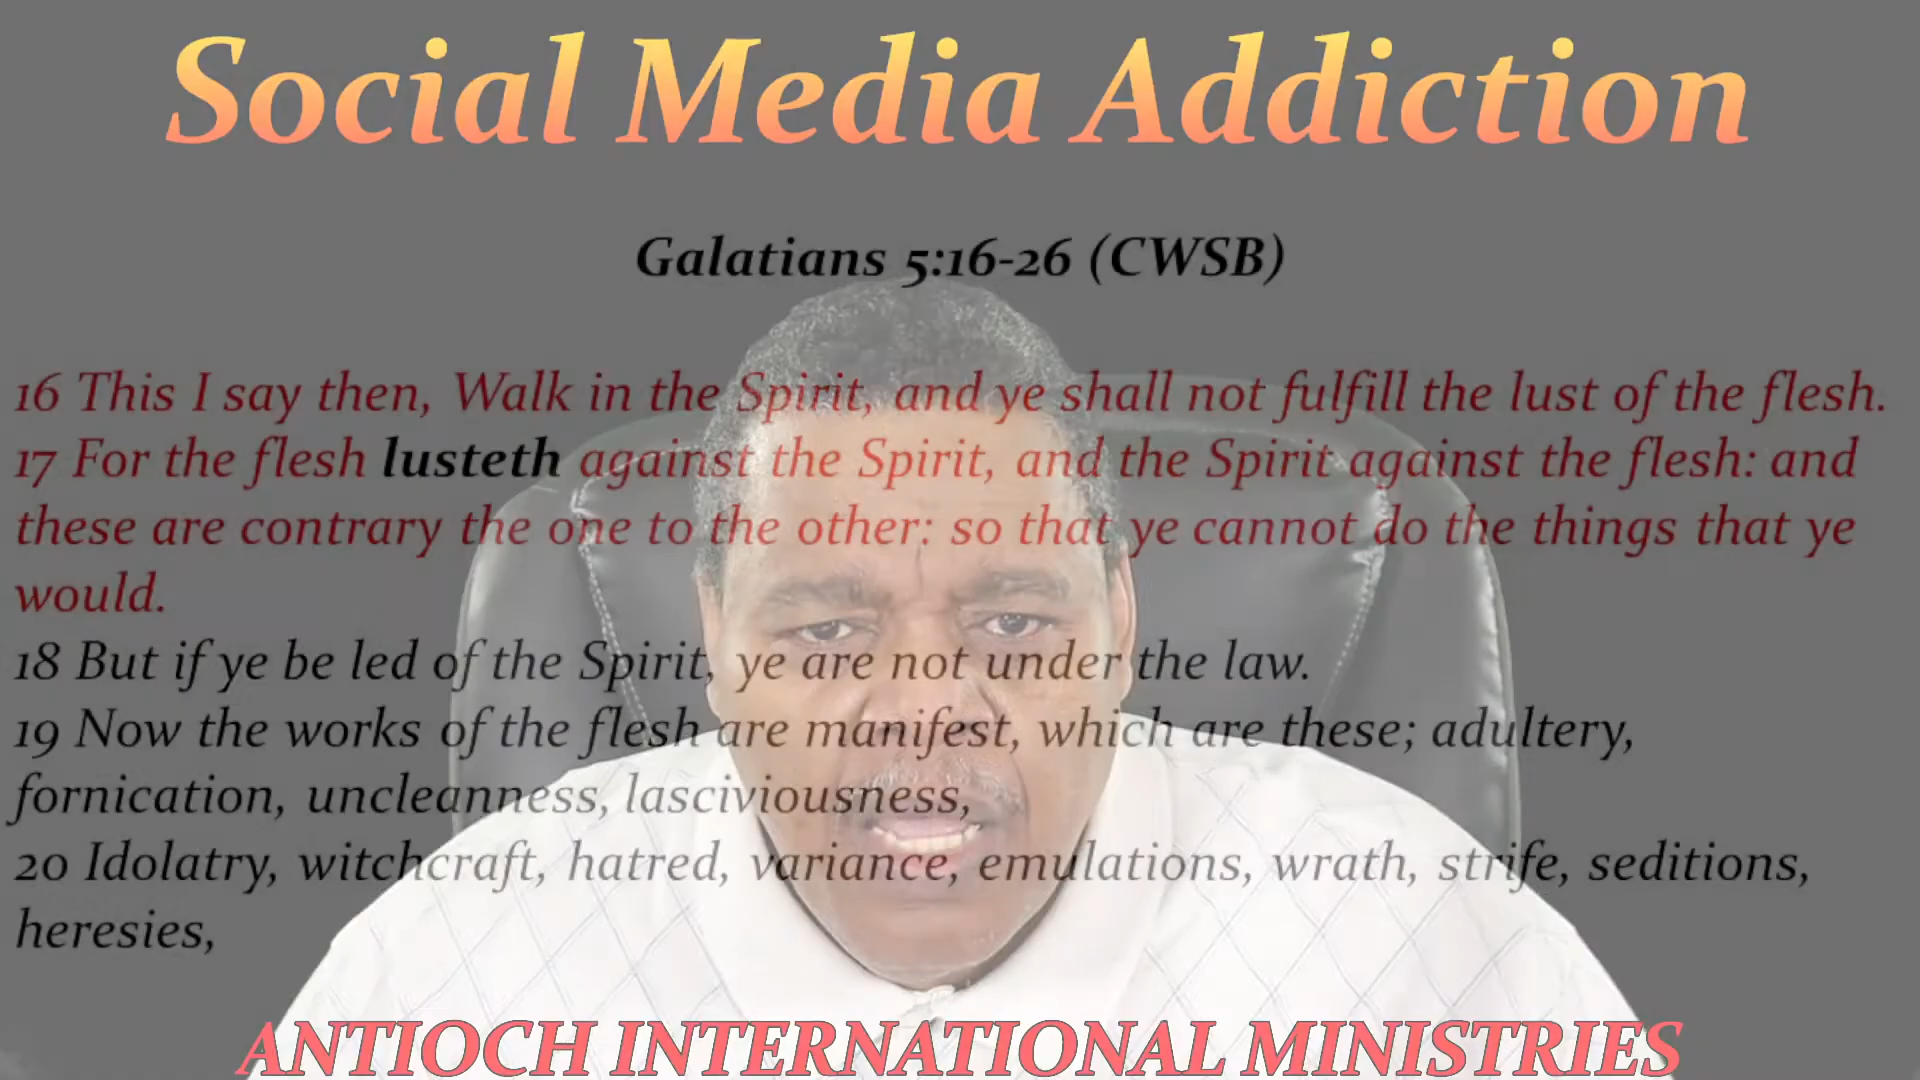 Social Media Addiction
Galatians 5:16-26 (CWSB)
16 This I say then, Walk in the Spirit, and ye shall not fulfill the lust of the flesh.
17 For the flesh lusteth against the Spirit, and the Spirit against the flesh: and
these are contrary the one to the other: so that ye cannot do the things that ye
would.
18 But if ye be led of the Spirit, ye are not under the law.
19 Now the works of the flesh are manifest, which are these; adultery,
fornication, uncleanness, lasciviousness,
20 Idolatry, witchcraft, hatred, variance, emulations, wrath, strife, seditions,
heresies,
ANTIOCH INTERNATIONAL MINISTRIES